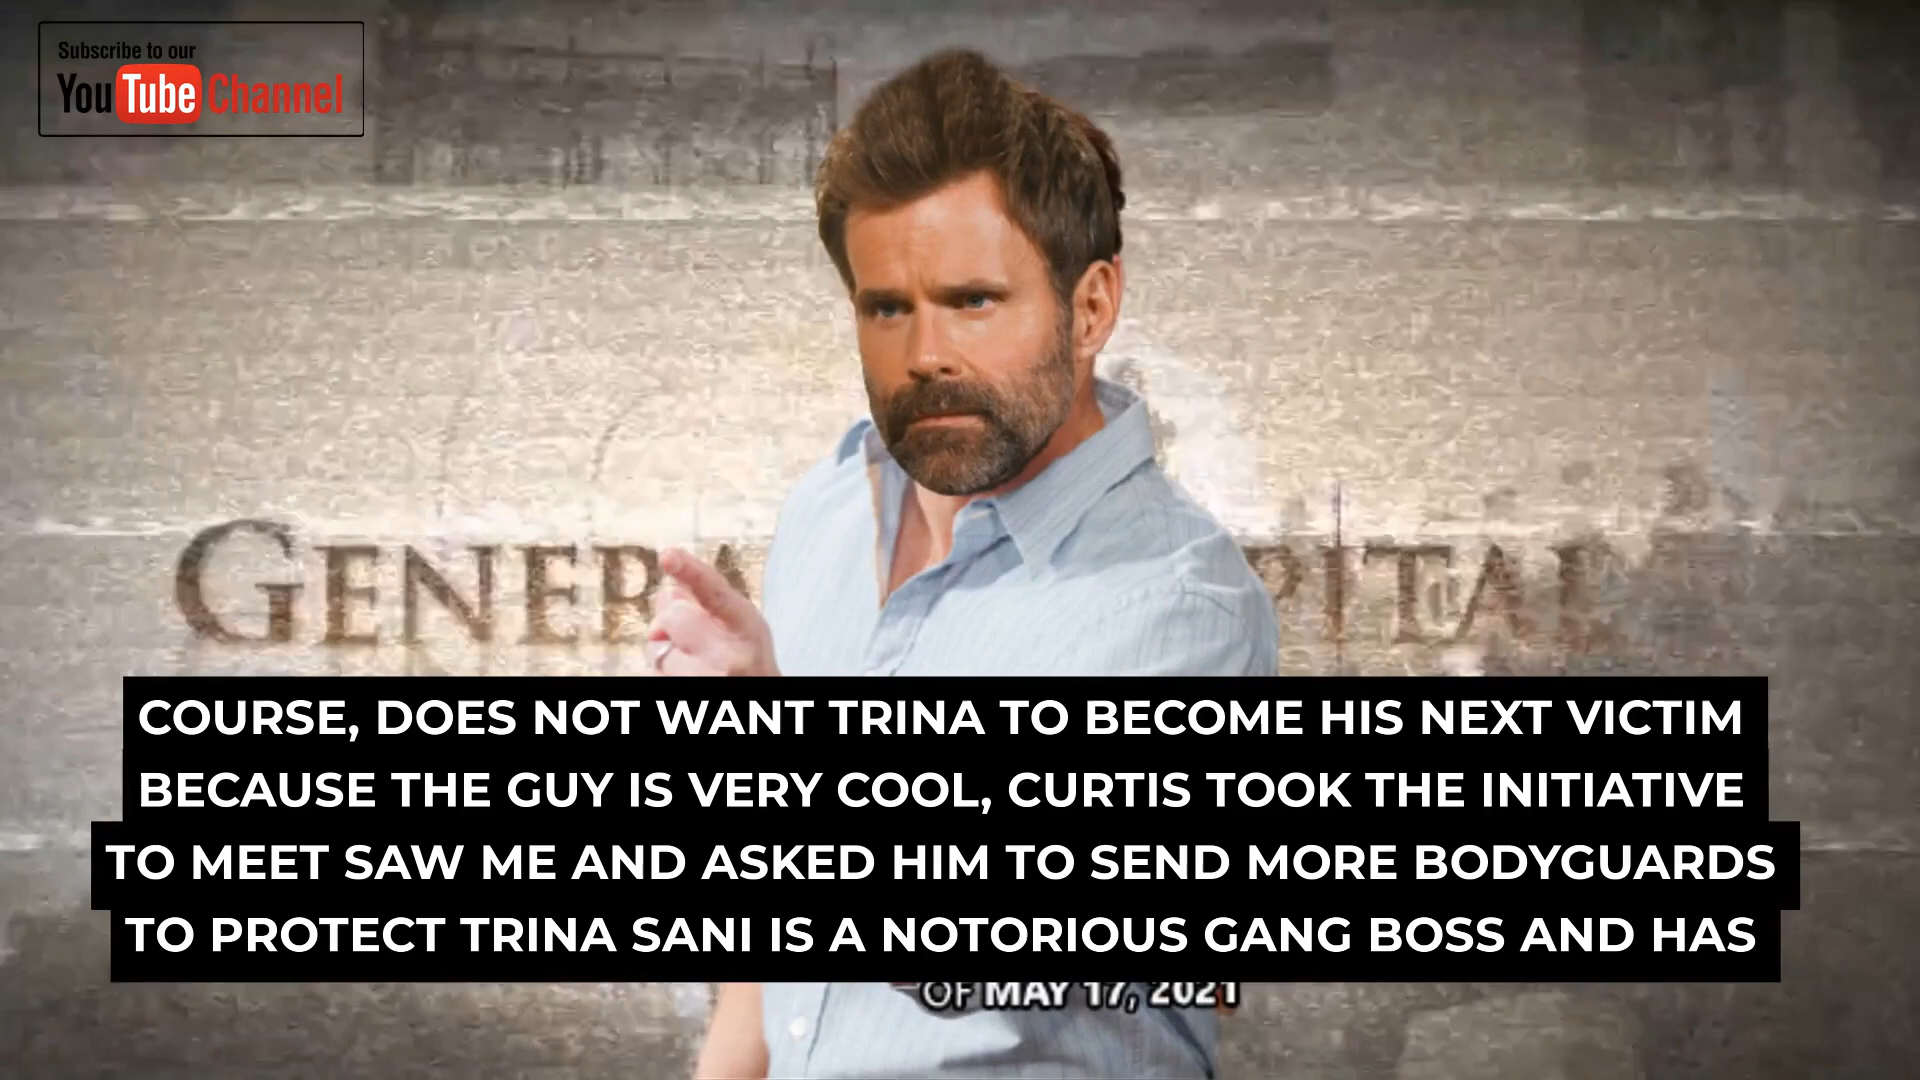 Subscribe to our
YouTube Channel
GENERA PITAL
COURSE, DOES NOT WANT TRINA TO BECOME HIS NEXT VICTIM
BECAUSE THE GUY IS VERY COOL, CURTIS TOOK THE INITIATIVE
TO MEET SAW ME AND ASKED HIM TO SEND MORE BODYGUARDS
TO PROTECT TRINA SANI IS A NOTORIOUS GANG BOSS AND HAS
OF MAY 17, 2021